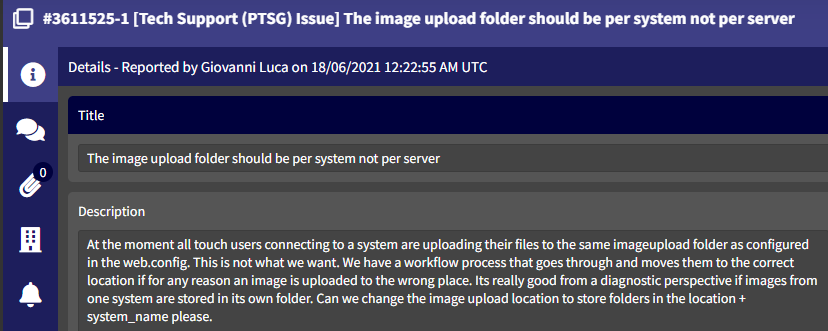 #3611525-1 [Tech Support (PTSG) Issue] The image upload folder should be per system not per server
Details - Reported by Giovanni Luca on 18/06/2021 12:22:55 AM UTC
Title
The image upload folder should be per system not per server
0
Description
At the moment all touch users connecting to a system are uploading their files to the same imageupload folder as configured
in the web.config. This is not what we want. We have a workflow process that goes through and moves them to the correct
location if for any reason an image is uploaded to the wrong place. Its really good from a diagnostic perspective if images from
one system are stored in its own folder. Can we change the image upload location to store folders in the location +
system_name please.